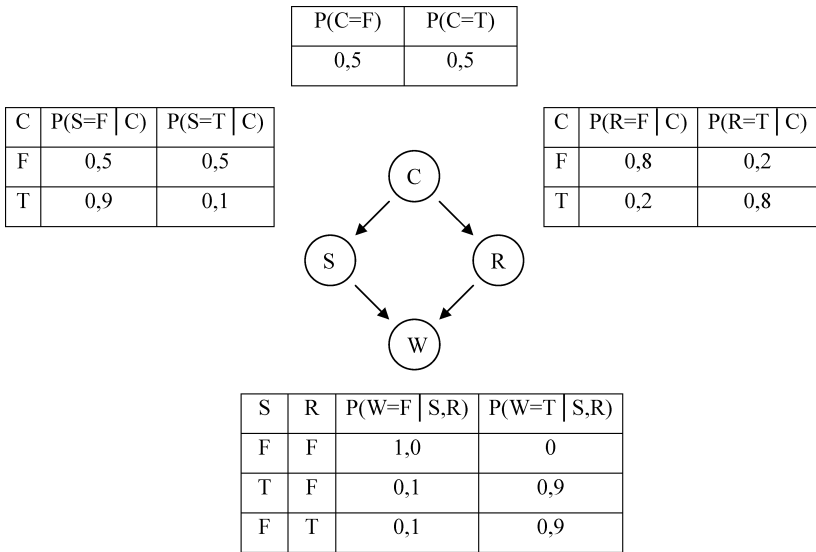 P(C=F) P(C=T)
0,5 0,5
C P(S=F | C) P(S=T | C)
F 0,5 0,5
T 0,9 0,1
C P(R=F | C) P(R=T | C)
F 0,8 0,2
T 0,2 0,8
C
S R
W
S R P(W=F | S,R) P(W=T | S,R)
F F 1,0 0
T F 0,1 0,9
F T 0,1 0,9